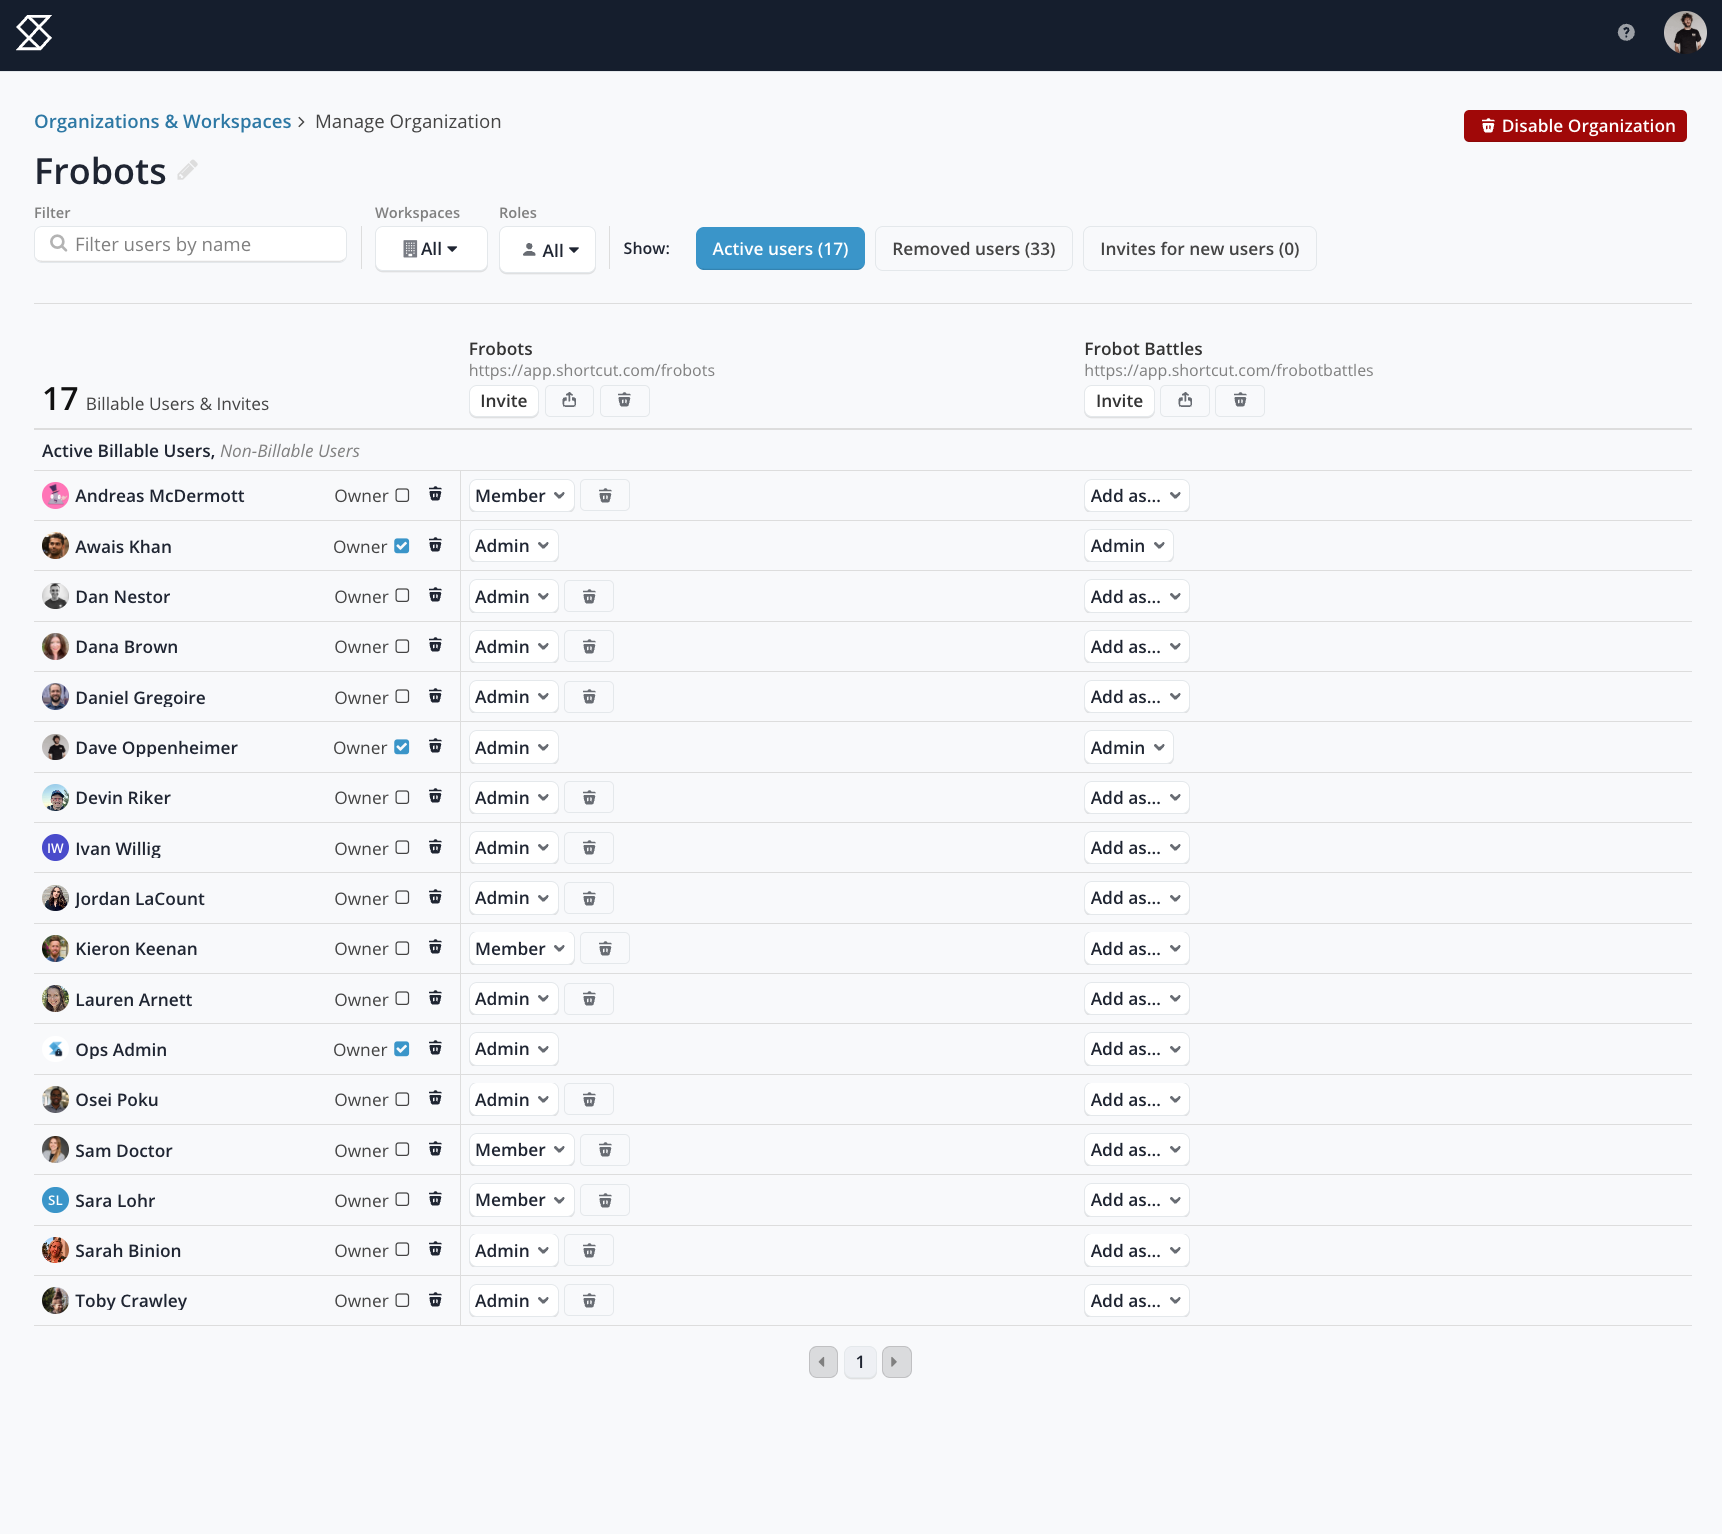 Organizations & Workspaces > Manage Organization
Disable Organization
Frobots
Filter
Workspaces
Roles
Filter users by name
All
All
Show:
Active users (17)
Removed users (33)
Invites for new users (0)
Frobots
Frobot Battles
https://app.shortcut.com/frobots
https://app.shortcut.com/frobotbattles
17 Billable Users & Invites
Invite
Invite
Active Billable Users, Non-Billable Users
Andreas McDermott Owner Member Add as...
Awais Khan Owner Admin Admin
Dan Nestor Owner Admin Add as...
Dana Brown Owner Admin Add as...
Daniel Gregoire Owner Admin Add as...
Dave Oppenheimer Owner Admin Admin
Devin Riker Owner Admin Add as...
IW Ivan Willig Owner Admin Add as...
Jordan LaCount Owner Admin Add as...
Kieron Keenan Owner Member Add as...
Lauren Arnett Owner Admin Add as...
Ops Admin Owner Admin Add as...
Osei Poku Owner Admin Add as...
Sam Doctor Owner Member Add as...
SL Sara Lohr Owner Member Add as...
Sarah Binion Owner Admin Add as...
Toby Crawley Owner Admin Add as...
1